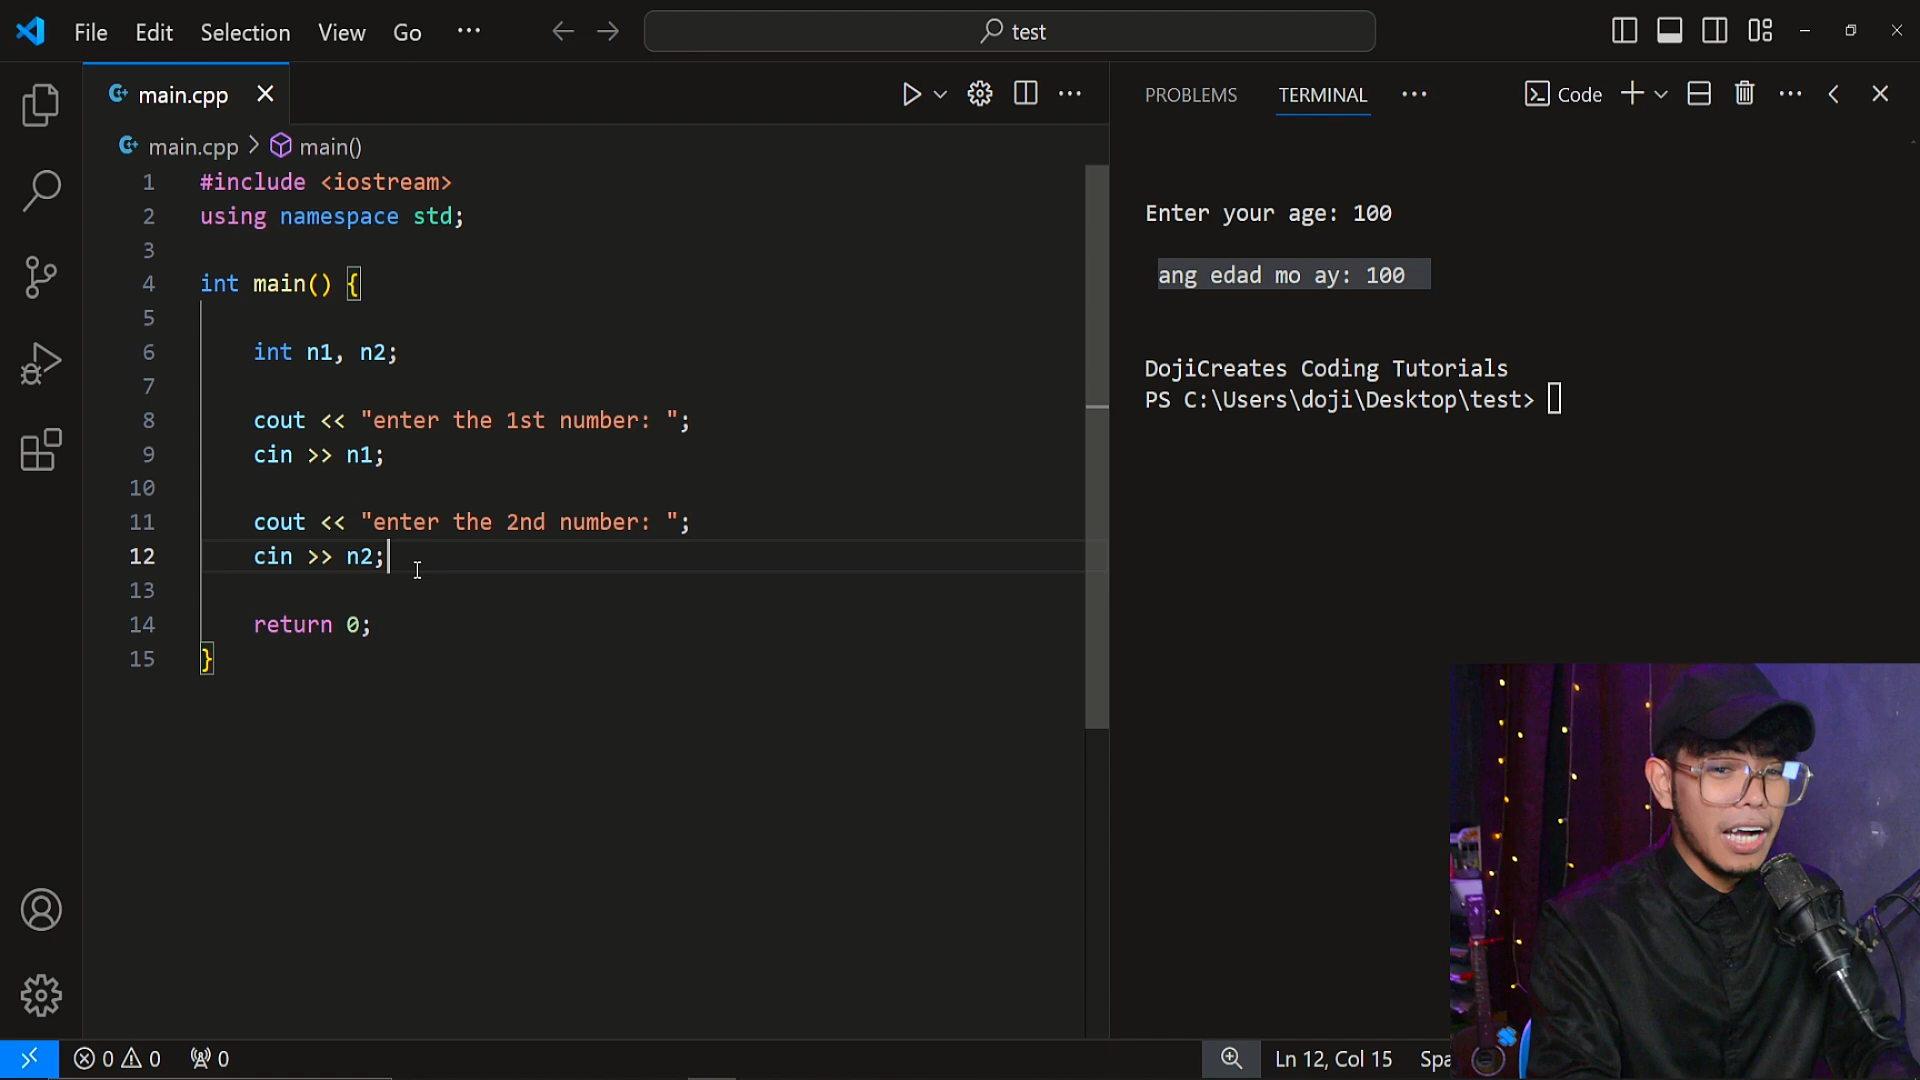 File Edit Selection View Go ··· test
main.cpp
main.cpp > main()
1 #include <iostream>
2 using namespace std;
3
4 int main() {
5
6 int n1, n2;
7
8 cout << "enter the 1st number: ";
9 cin >> n1;
10
11 cout << "enter the 2nd number: ";
12 cin >> n2;
13
14 return 0;
15 }
PROBLEMS TERMINAL ··· Code
Enter your age: 100
ang edad mo ay: 100
DojiCreates Coding Tutorials
PS C:\Users\doji\Desktop\test>
0 0 0 Ln 12, Col 15 Spa